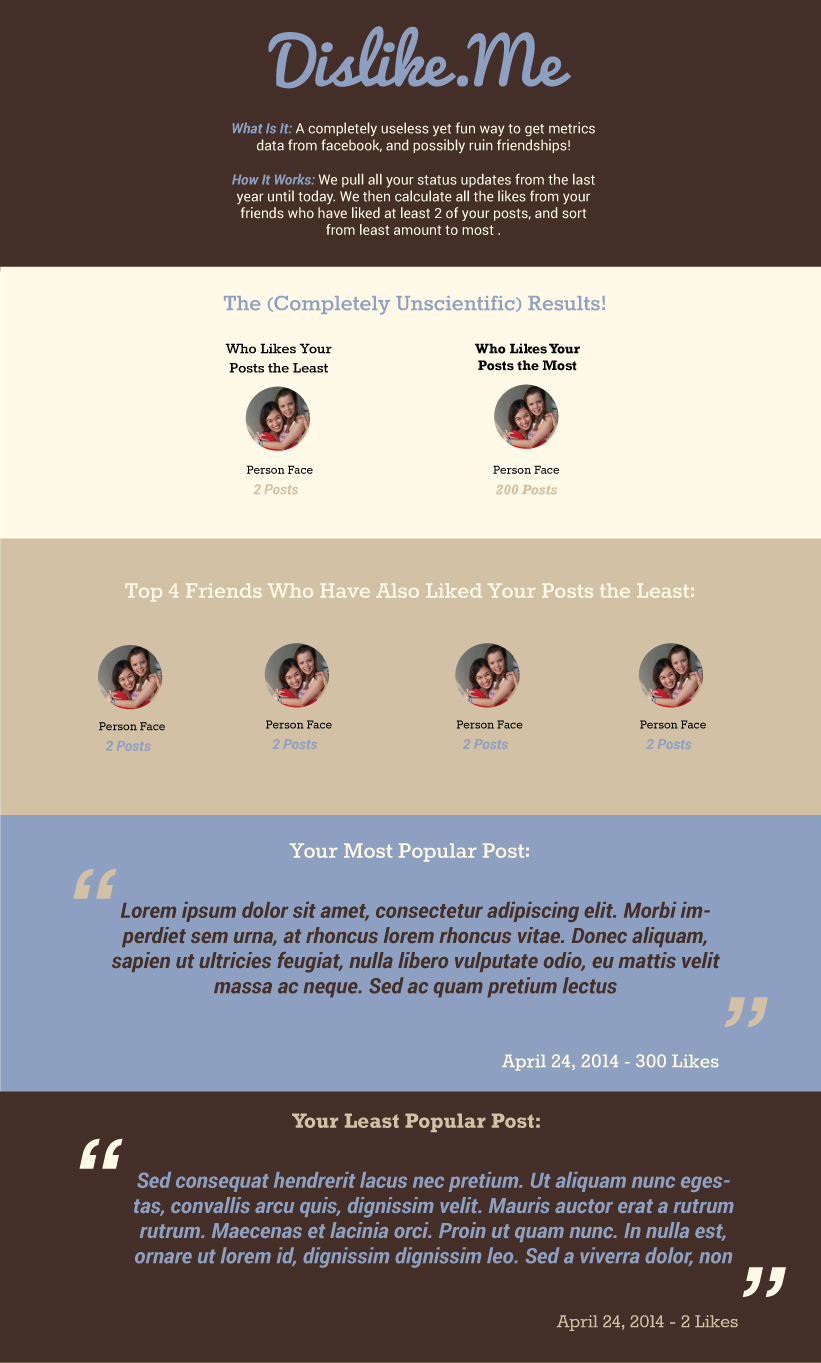 Dislike.Me
What Is It: A completely useless yet fun way to get metrics
data from facebook, and possibly ruin friendships!
How It Works: We pull all your status updates from the last
year until today. We then calculate all the likes from your
friends who have liked at least 2 of your posts, and sort
from least amount to most .
The (Completely Unscientific) Results!
Who Likes Your
Posts the Least
Person Face
2 Posts
Who Likes Your
Posts the Most
Person Face
200 Posts
Top 4 Friends Who Have Also Liked Your Posts the Least:
Person Face
2 Posts
Person Face
2 Posts
Person Face
2 Posts
Person Face
2 Posts
Your Most Popular Post:
“
Lorem ipsum dolor sit amet, consectetur adipiscing elit. Morbi im-
perdiet sem urna, at rhoncus lorem rhoncus vitae. Donec aliquam,
sapien ut ultricies feugiat, nulla libero vulputate odio, eu mattis velit
massa ac neque. Sed ac quam pretium lectus
”
April 24, 2014 - 300 Likes
Your Least Popular Post:
“
Sed consequat hendrerit lacus nec pretium. Ut aliquam nunc eges-
tas, convallis arcu quis, dignissim velit. Mauris auctor erat a rutrum
rutrum. Maecenas et lacinia orci. Proin ut quam nunc. In nulla est,
ornare ut lorem id, dignissim dignissim leo. Sed a viverra dolor, non
”
April 24, 2014 - 2 Likes